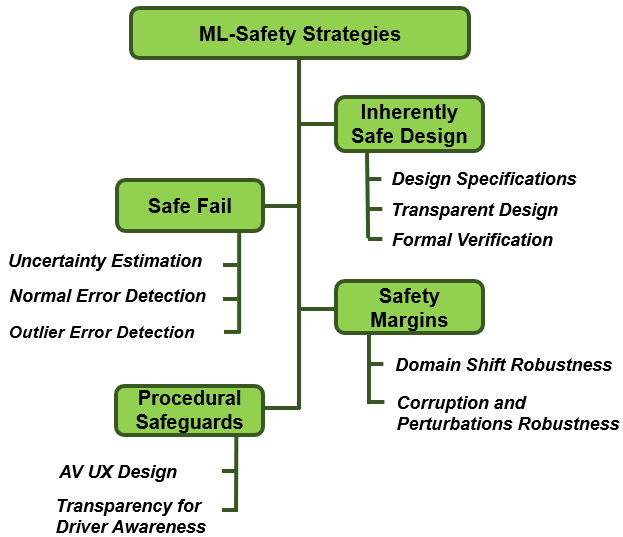 ML-Safety Strategies
Inherently
Safe Design
Design Specifications
Transparent Design
Formal Verification
Safe Fail
Uncertainty Estimation
Normal Error Detection
Outlier Error Detection
Safety
Margins
Domain Shift Robustness
Corruption and
Perturbations Robustness
Procedural
Safeguards
AV UX Design
Transparency for
Driver Awareness